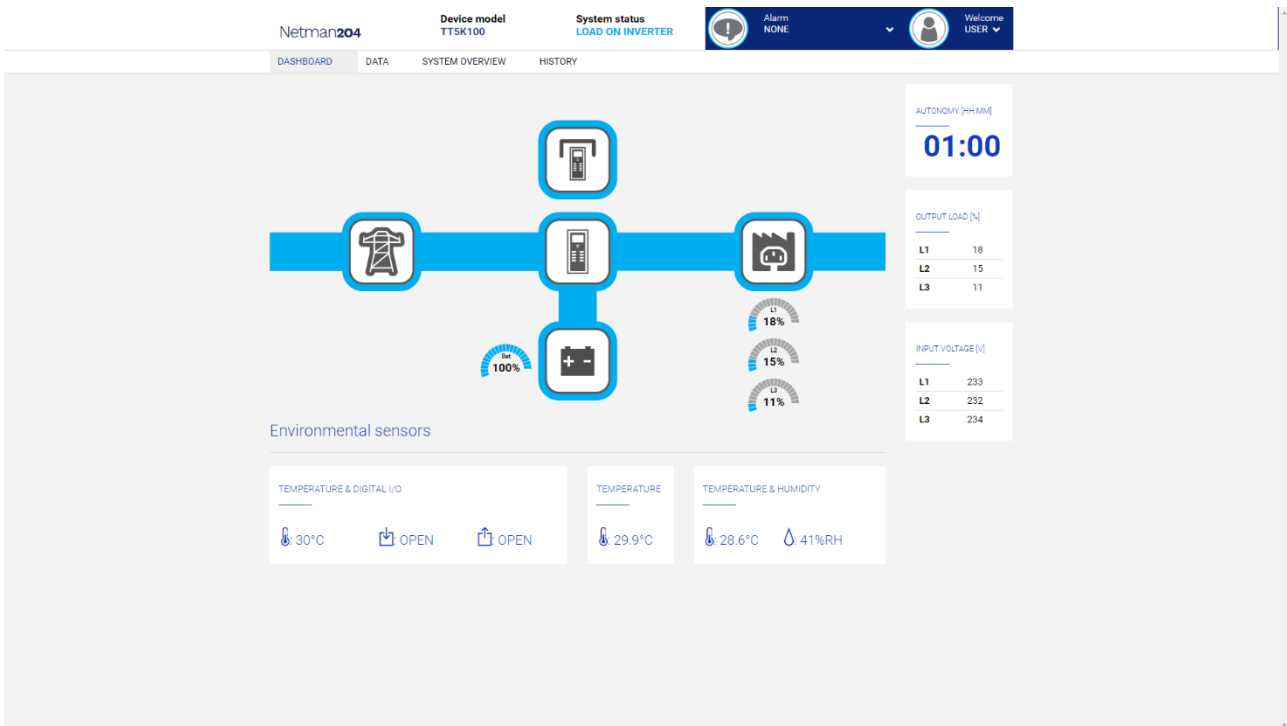 Netman204
Device model
TT5K100
System status
LOAD ON INVERTER
Alarm
NONE
Welcome
USER
DASHBOARD DATA SYSTEM OVERVIEW HISTORY
AUTONOMY [HH:MM]
01:00
OUTPUT LOAD [%]
L1 18
L2 15
L3 11
INPUT VOLTAGE [V]
L1 233
L2 232
L3 234
L1
18%
Bat
100%
L2
15%
L3
11%
Environmental sensors
TEMPERATURE & DIGITAL I/O
: 30°C : OPEN : OPEN
TEMPERATURE
: 29.9°C
TEMPERATURE & HUMIDITY
: 28.6°C : 41%RH